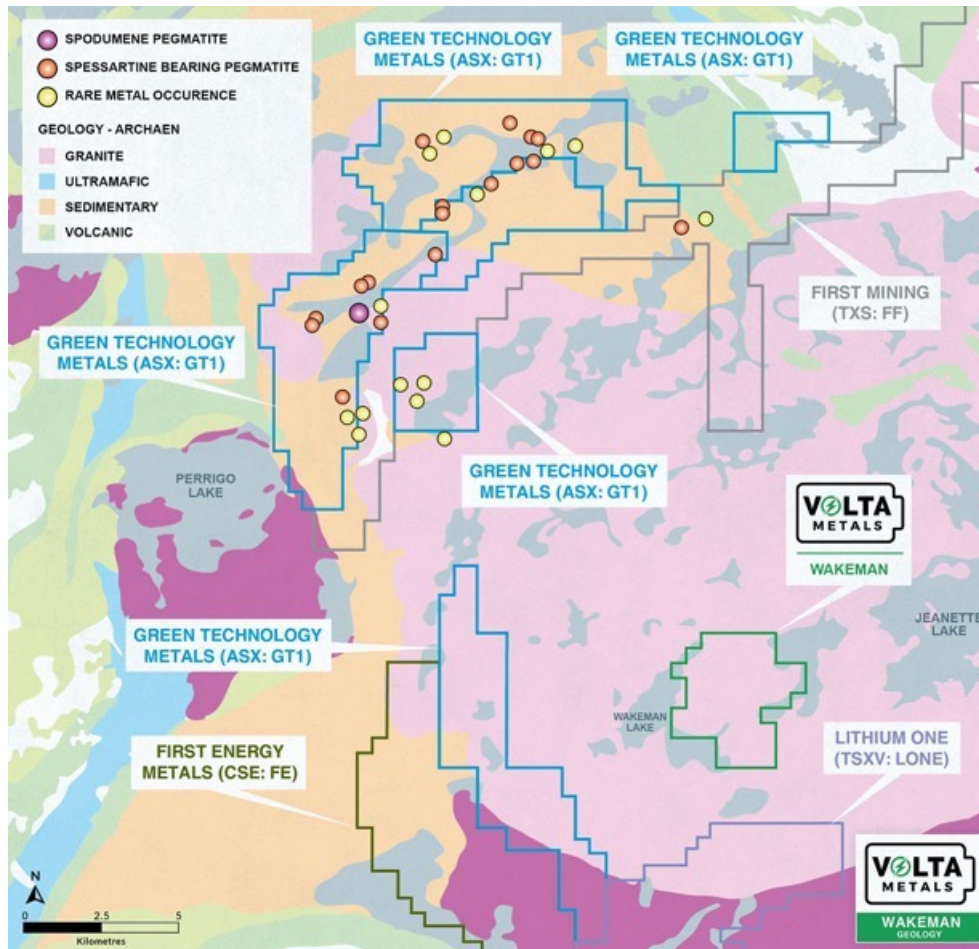 SPODUMENE PEGMATITE
SPESSARTINE BEARING PEGMATITE
RARE METAL OCCURENCE
GEOLOGY - ARCHAEN
GRANITE
ULTRAMAFIC
SEDIMENTARY
VOLCANIC
GREEN TECHNOLOGY
METALS (ASX: GT1)
GREEN TECHNOLOGY
METALS (ASX: GT1)
FIRST MINING
(TXS: FF)
GREEN TECHNOLOGY
METALS (ASX: GT1)
PERRIGO
LAKE
GREEN TECHNOLOGY
METALS (ASX: GT1)
VOLTA
METALS
WAKEMAN
GREEN TECHNOLOGY
METALS (ASX: GT1)
JEANETTE
LAKE
WAKEMAN
LAKE
FIRST ENERGY
METALS (CSE: FE)
LITHIUM ONE
(TSXV: LONE)
N
0 2.5 5
Kilometres
VOLTA
METALS
WAKEMAN
GEOLOGY